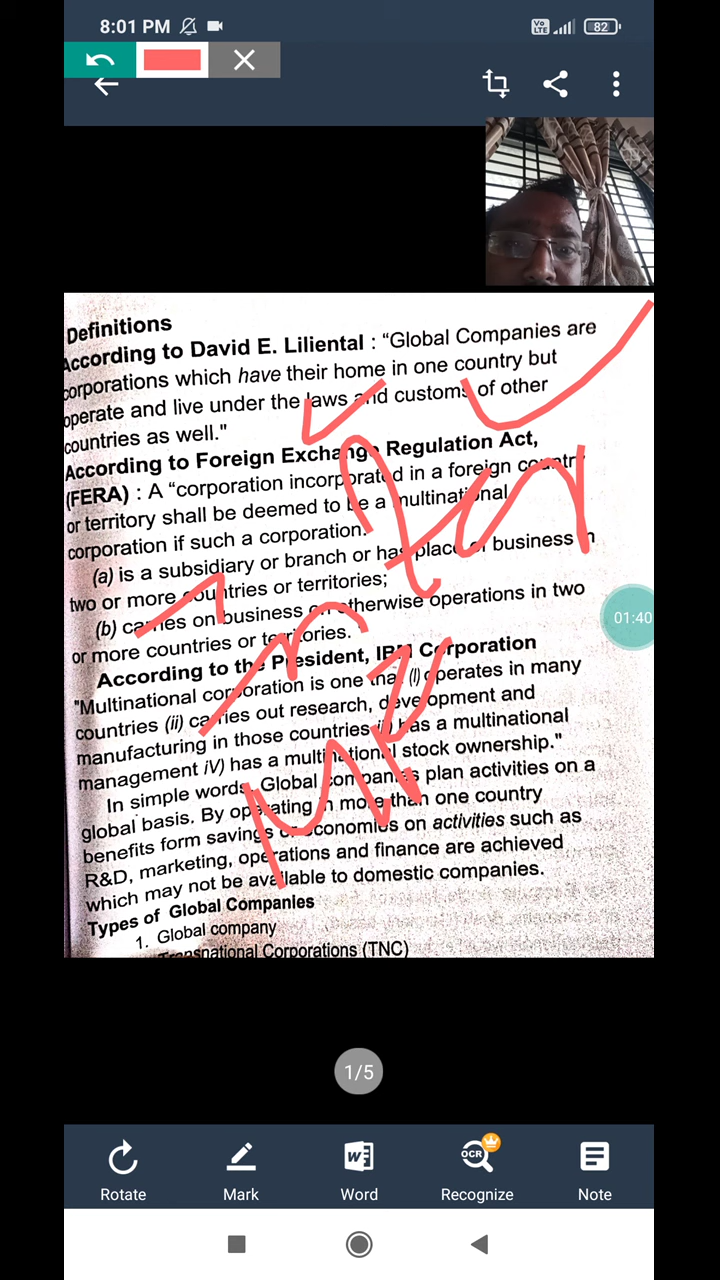 8:01 PM
Vo LTE 82
Definitions
According to David E. Liliental : "Global Companies are
corporations which have their home in one country but
operate and live under the laws and customs of other
countries as well."
According to Foreign Exchange Regulation Act,
(FERA) : A "corporation incorporated in a foreign country
or territory shall be deemed to be a multinational
corporation if such a corporation.
(a) is a subsidiary or branch or has place of business in
two or more countries or territories;
(b) carries on business or otherwise operations in two
or more countries or territories.
According to the President, IBM Corporation
"Multinational corporation is one that (I) operates in many
countries (ii) carries out research, development and
manufacturing in those countries has a multinational
management iV) has a multinational stock ownership."
In simple words, Global companies plan activities on a
global basis. By operating in more than one country
benefits form savings or economies on activities such as
R&D, marketing, operations and finance are achieved
which may not be available to domestic companies.
Types of Global Companies
1. Global company
Transnational Corporations (TNC)
01:40
1/5
W
OCR
Rotate Mark Word Recognize Note